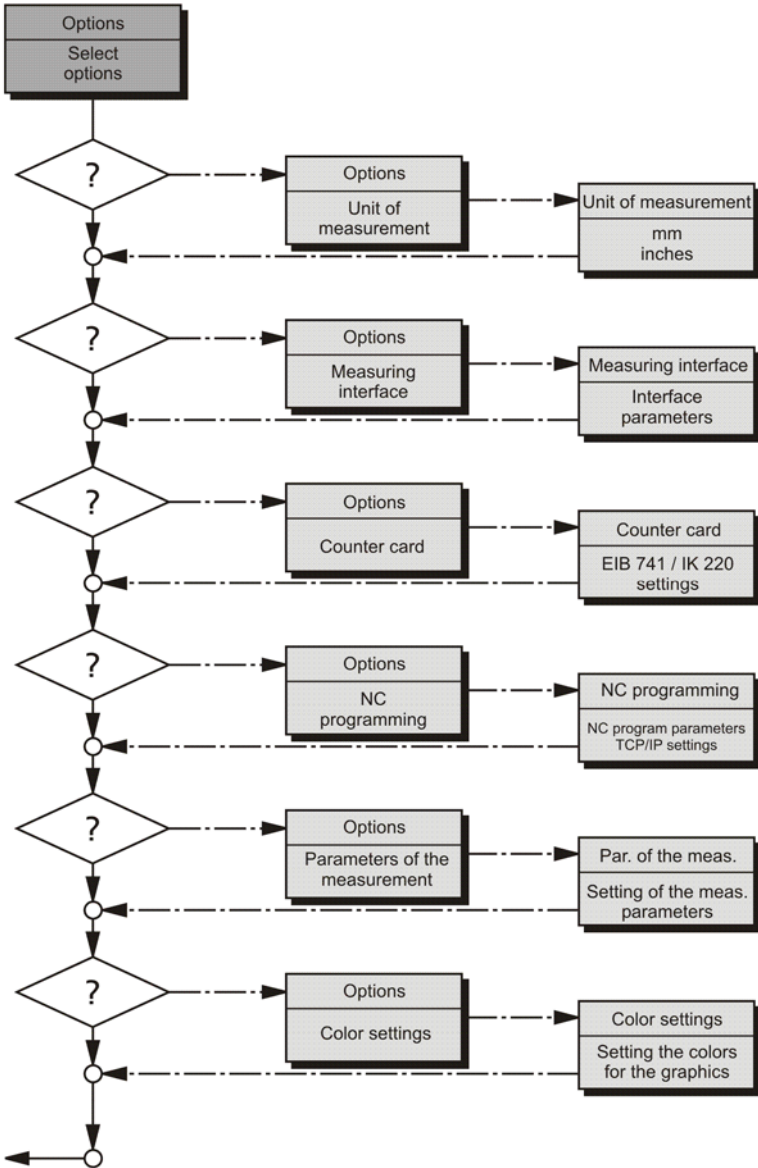 Options
Select
options
?
Options
Unit of
measurement
Unit of measurement
mm
inches
?
Options
Measuring
interface
Measuring interface
Interface
parameters
?
Options
Counter card
Counter card
EIB 741 / IK 220
settings
?
Options
NC
programming
NC programming
NC program parameters
TCP/IP settings
?
Options
Parameters of the
measurement
Par. of the meas.
Setting of the meas.
parameters
?
Options
Color settings
Color settings
Setting the colors
for the graphics